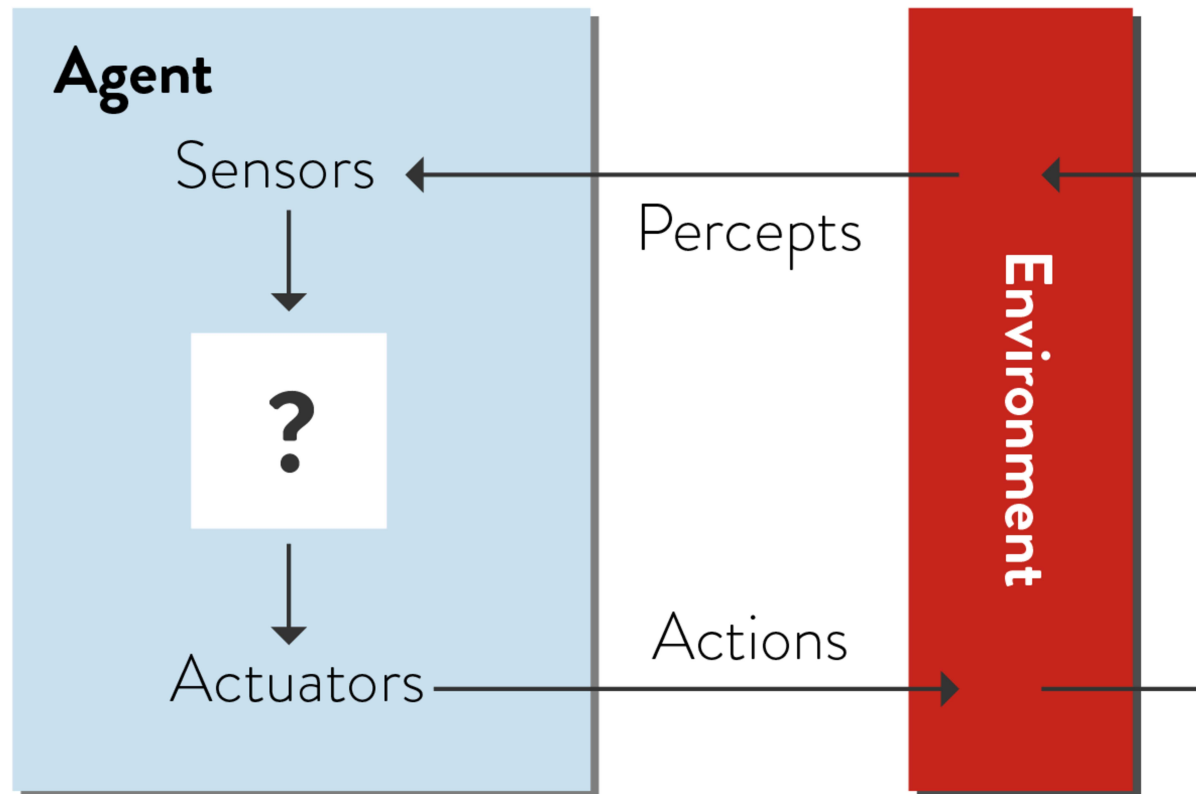 Agent
Sensors
Percepts
?
Environment
Actions
Actuators